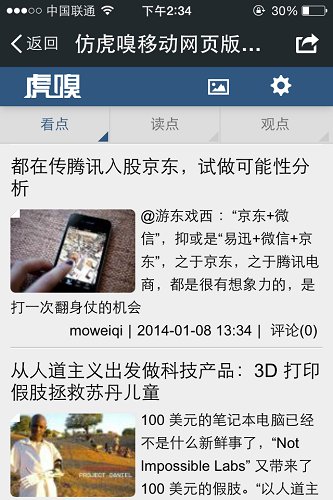 中国联通 下午2:34 30%
返回 仿虎嗅移动网页版...
虎嗅
看点 读点 观点
都在传腾讯入股京东，试做可能性分
析
@游东戏西 ：“京东+微
信”，抑或是“易迅+微信+京
东”，之于京东，之于腾讯电
商，都是很有想象力的，是
打一次翻身仗的机会
moweiqi | 2014-01-08 13:34 | 评论(0)
从人道主义出发做科技产品：3D 打印
假肢拯救苏丹儿童
100 美元的笔记本电脑已经
不是什么新鲜事了，“Not
Impossible Labs” 又带来了
100 美元的假肢。“以人道主
PROJECT DANIEL